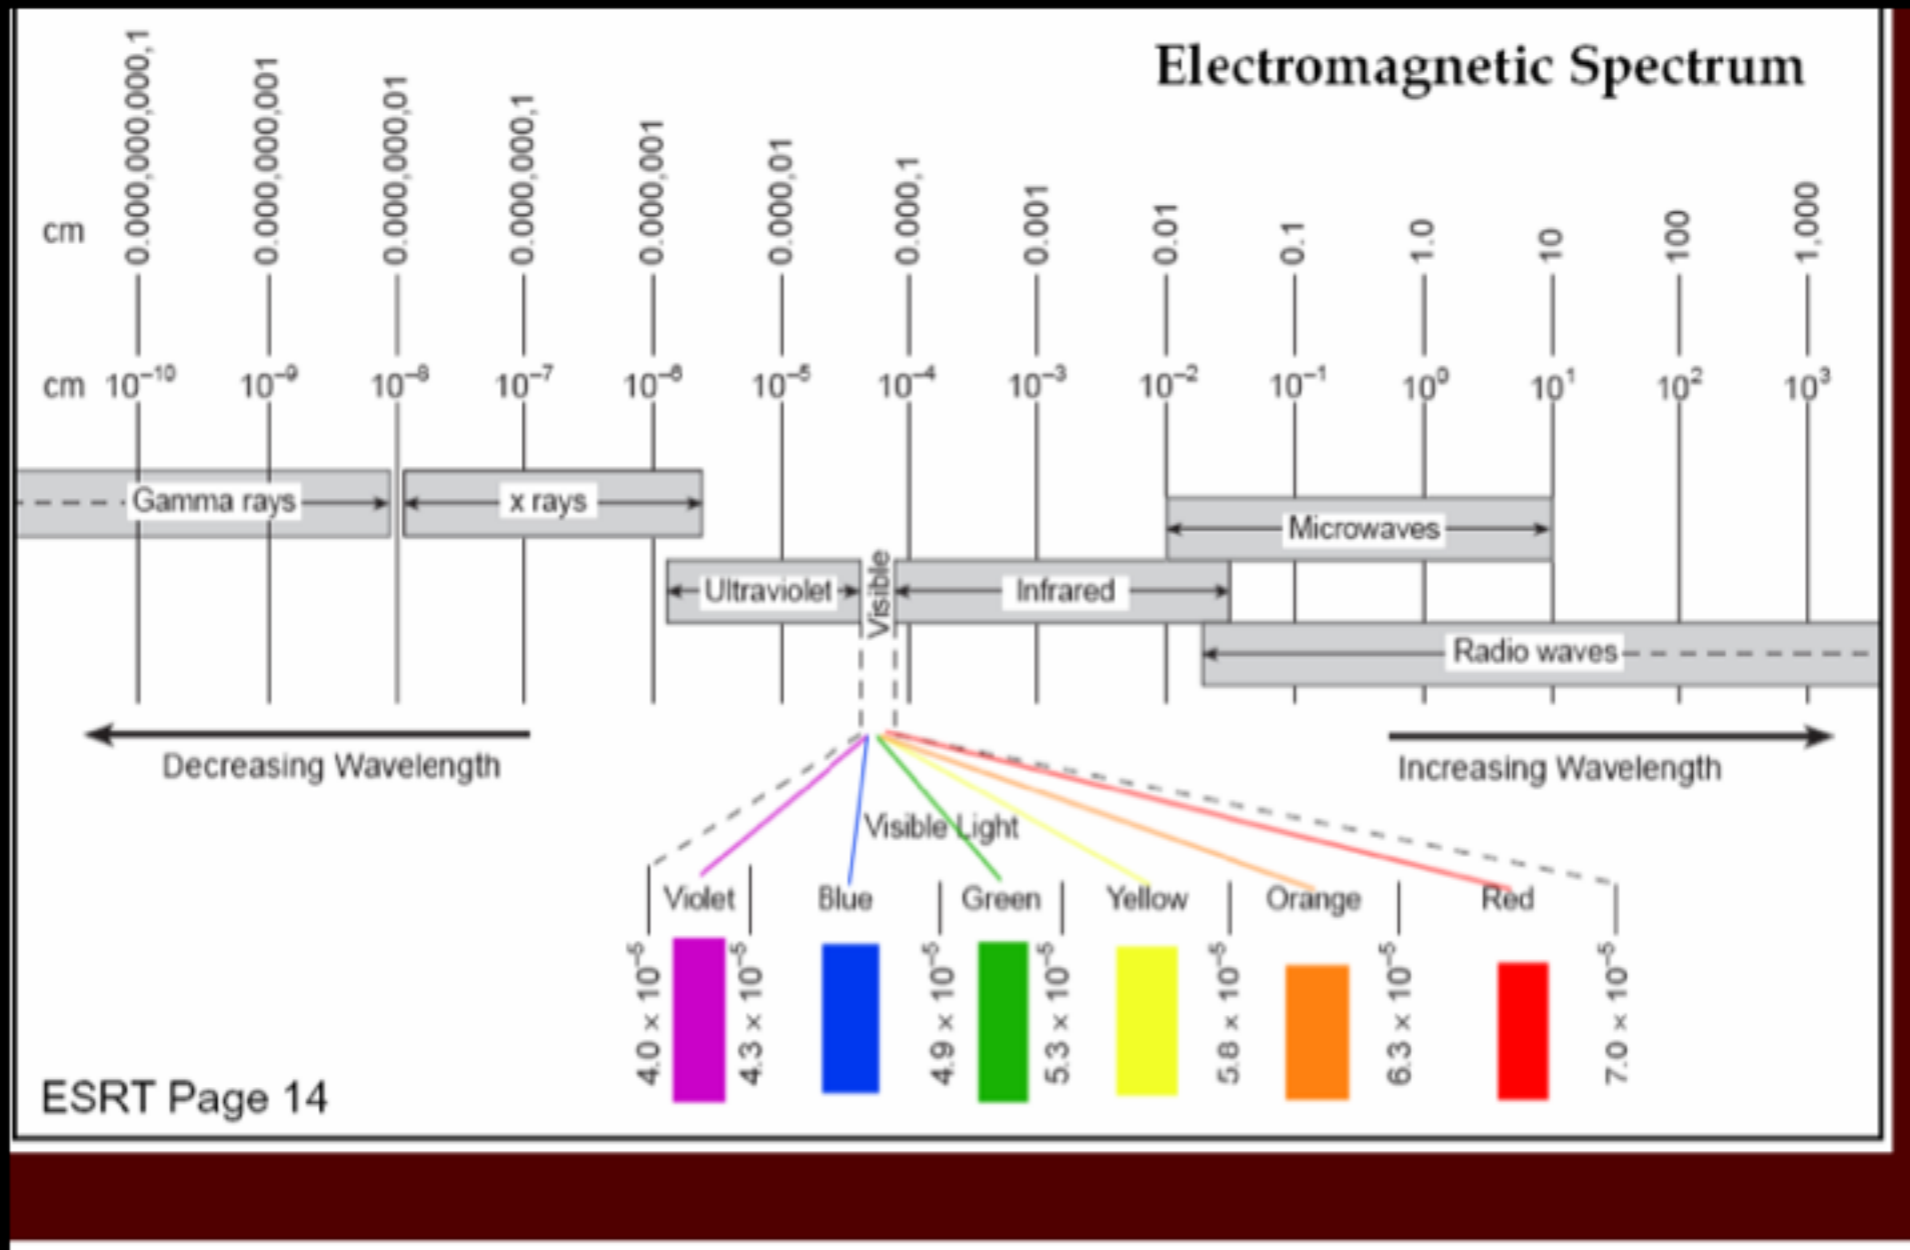 Electromagnetic Spectrum
cm 0.000,000,000,1 0.000,000,001 0.000,000,01 0.000,000,1 0.000,001 0.000,01 0.000,1 0.001 0.01 0.1 1.0 10 100 1,000
cm 10⁻¹⁰ 10⁻⁹ 10⁻⁸ 10⁻⁷ 10⁻⁶ 10⁻⁵ 10⁻⁴ 10⁻³ 10⁻² 10⁻¹ 10⁰ 10¹ 10² 10³
Gamma rays x rays
Microwaves
Ultraviolet Visible Infrared
Radio waves
Decreasing Wavelength
Increasing Wavelength
Visible Light
Violet Blue Green Yellow Orange Red
4.0 × 10⁻⁵ 4.3 × 10⁻⁵ 4.9 × 10⁻⁵ 5.3 × 10⁻⁵ 5.8 × 10⁻⁵ 6.3 × 10⁻⁵ 7.0 × 10⁻⁵
ESRT Page 14